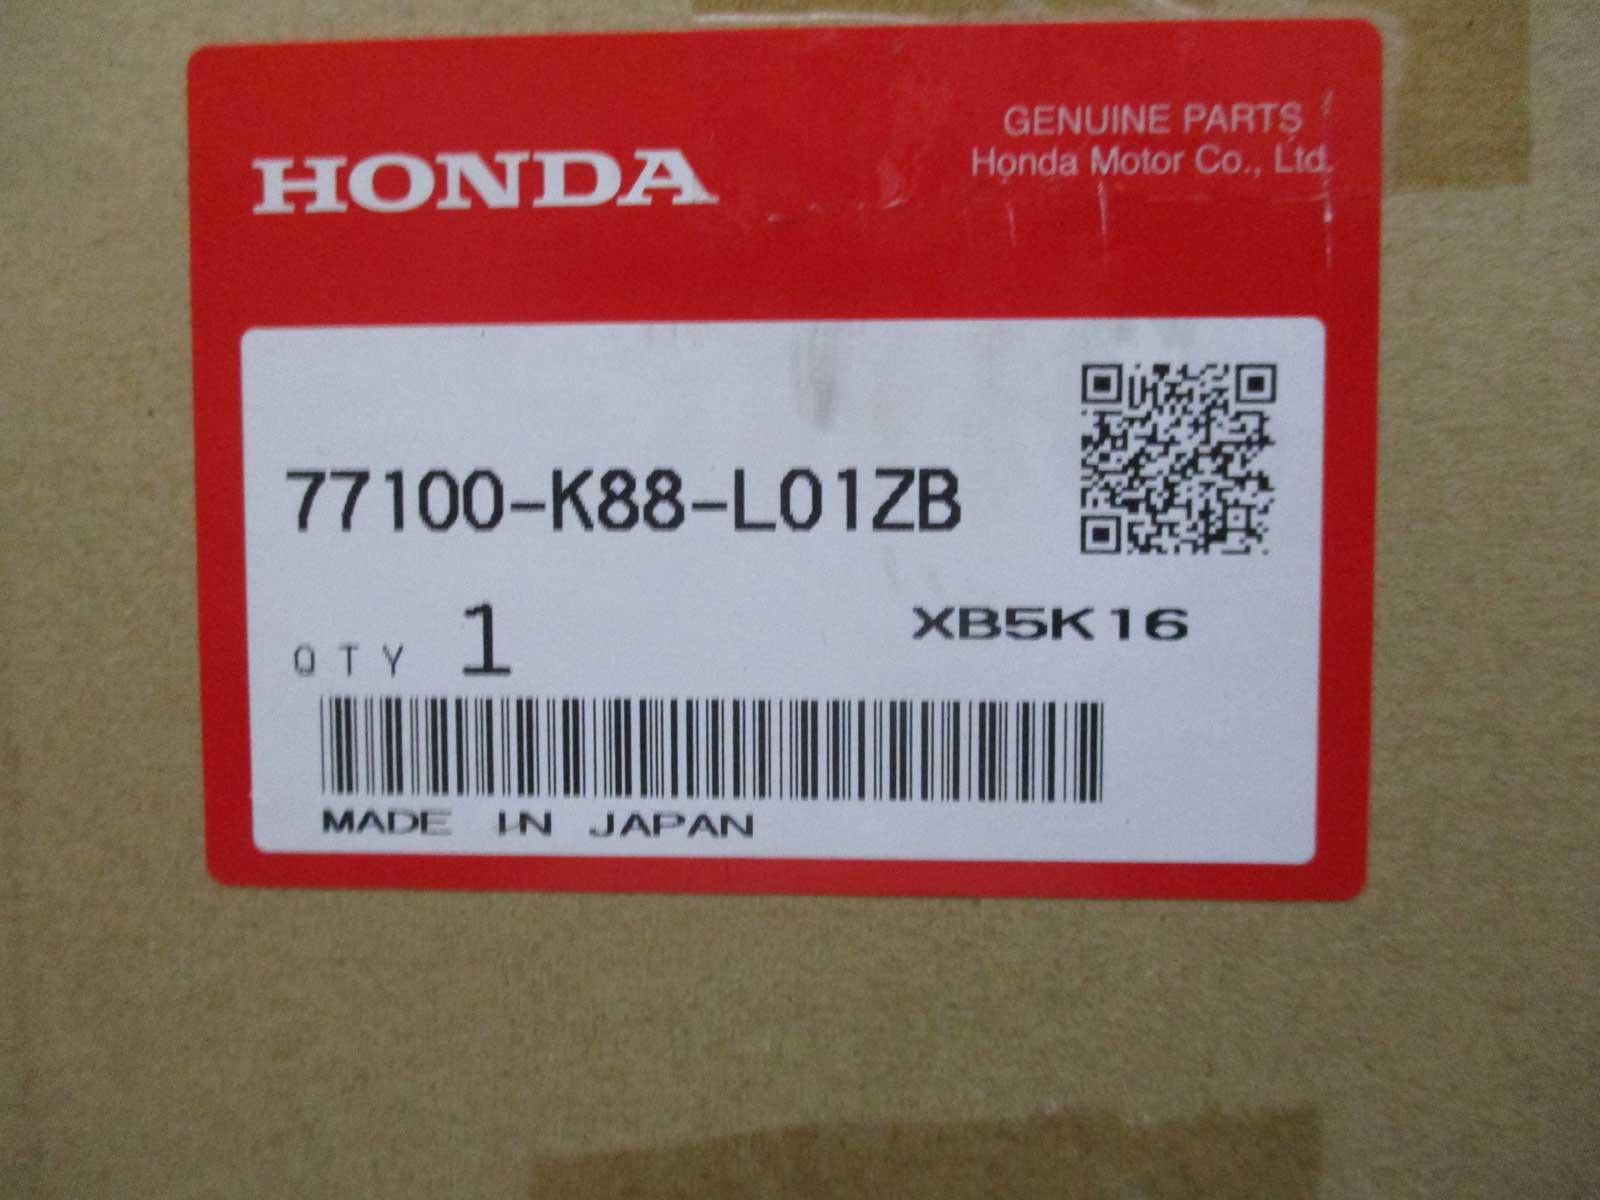 HONDA
GENUINE PARTS
Honda Motor Co., Ltd.
77100-K88-L01ZB
QTY 1
XB5K16
MADE IN JAPAN